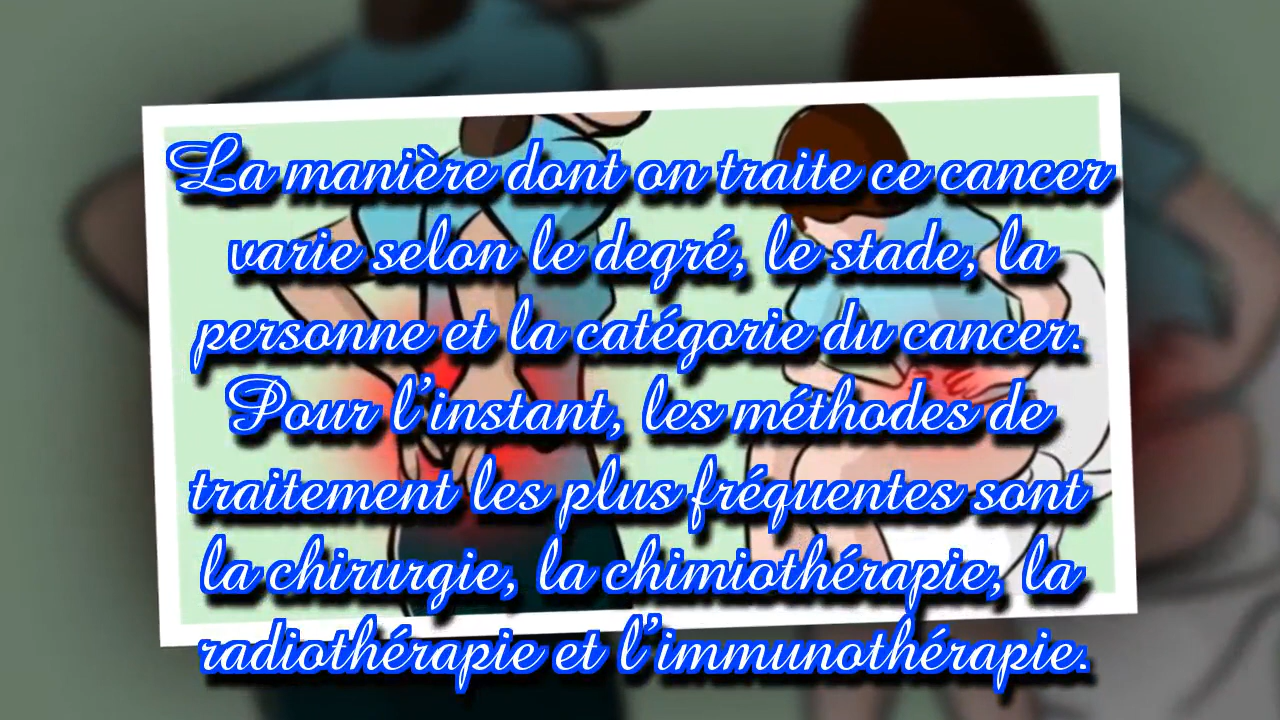 La manière dont on traite ce cancer
varie selon le degré, le stade, la
personne et la catégorie du cancer.
Pour l’instant, les méthodes de
traitement les plus fréquentes sont
la chirurgie, la chimiothérapie, la
radiothérapie et l’immunothérapie.